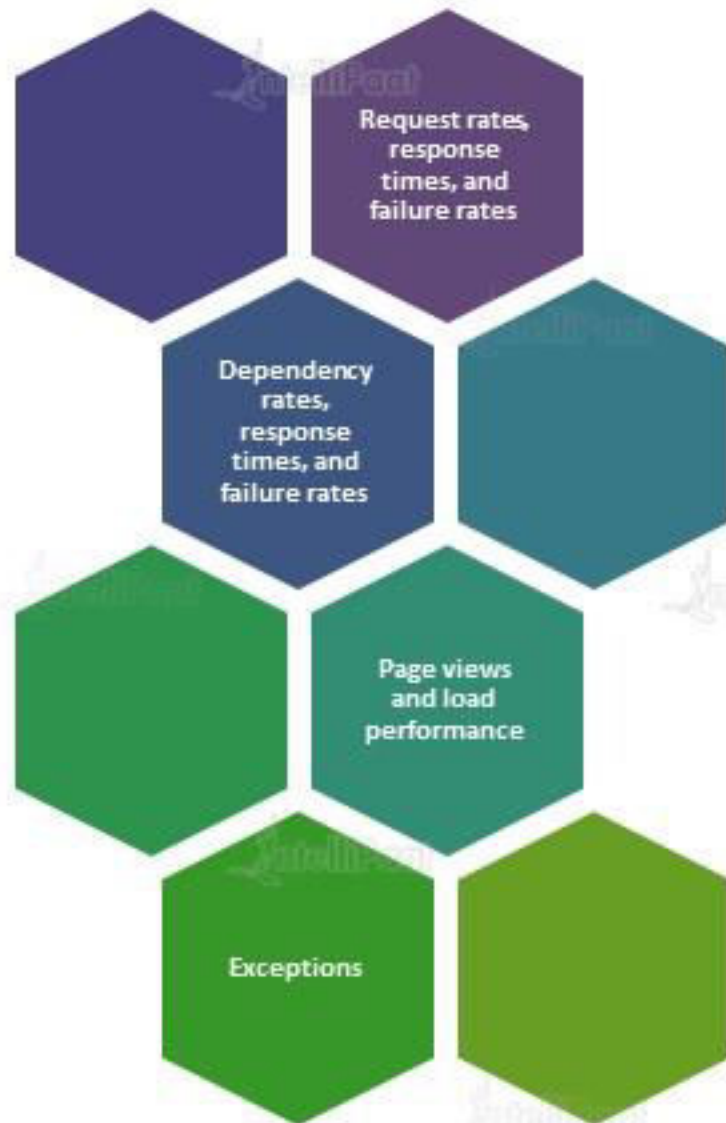 Request rates,
response
times, and
failure rates
Dependency
rates,
response
times, and
failure rates
Page views
and load
performance
Exceptions